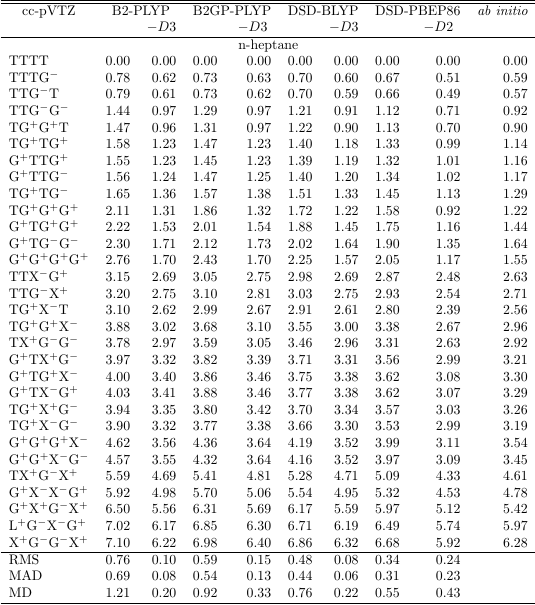 cc-pVTZ B2-PLYP B2GP-PLYP DSD-BLYP DSD-PBEP86 ab initio
−D3 −D3 −D3 −D2
n-heptane
TTTT 0.00 0.00 0.00 0.00 0.00 0.00 0.00 0.00 0.00
TTTG⁻ 0.78 0.62 0.73 0.63 0.70 0.60 0.67 0.51 0.59
TTG⁻T 0.79 0.61 0.73 0.62 0.70 0.59 0.66 0.49 0.57
TTG⁻G⁻ 1.44 0.97 1.29 0.97 1.21 0.91 1.12 0.71 0.92
TG⁺G⁺T 1.47 0.96 1.31 0.97 1.22 0.90 1.13 0.70 0.90
TG⁺TG⁺ 1.58 1.23 1.47 1.23 1.40 1.18 1.33 0.99 1.14
G⁺TTG⁺ 1.55 1.23 1.45 1.23 1.39 1.19 1.32 1.01 1.16
G⁺TTG⁻ 1.56 1.24 1.47 1.25 1.40 1.20 1.34 1.02 1.17
TG⁺TG⁻ 1.65 1.36 1.57 1.38 1.51 1.33 1.45 1.13 1.29
TG⁺G⁺G⁺ 2.11 1.31 1.86 1.32 1.72 1.22 1.58 0.92 1.22
G⁺TG⁺G⁺ 2.22 1.53 2.01 1.54 1.88 1.45 1.75 1.16 1.44
G⁺TG⁻G⁻ 2.30 1.71 2.12 1.73 2.02 1.64 1.90 1.35 1.64
G⁺G⁺G⁺G⁺ 2.76 1.70 2.43 1.70 2.25 1.57 2.05 1.17 1.55
TTX⁻G⁺ 3.15 2.69 3.05 2.75 2.98 2.69 2.87 2.48 2.63
TTG⁻X⁺ 3.20 2.75 3.10 2.81 3.03 2.75 2.93 2.54 2.71
TG⁺X⁻T 3.10 2.62 2.99 2.67 2.91 2.61 2.80 2.39 2.56
TG⁺G⁺X⁻ 3.88 3.02 3.68 3.10 3.55 3.00 3.38 2.67 2.96
TX⁺G⁻G⁻ 3.78 2.97 3.59 3.05 3.46 2.96 3.31 2.63 2.92
G⁺TX⁺G⁻ 3.97 3.32 3.82 3.39 3.71 3.31 3.56 2.99 3.21
G⁺TG⁺X⁻ 4.00 3.40 3.86 3.46 3.75 3.38 3.62 3.08 3.30
G⁺TX⁻G⁺ 4.03 3.41 3.88 3.46 3.77 3.38 3.62 3.07 3.29
TG⁺X⁺G⁻ 3.94 3.35 3.80 3.42 3.70 3.34 3.57 3.03 3.26
TG⁺X⁻G⁻ 3.90 3.32 3.77 3.38 3.66 3.30 3.53 2.99 3.19
G⁺G⁺G⁺X⁻ 4.62 3.56 4.36 3.64 4.19 3.52 3.99 3.11 3.54
G⁺G⁺X⁻G⁻ 4.57 3.55 4.32 3.64 4.16 3.52 3.97 3.09 3.45
TX⁺G⁻X⁺ 5.59 4.69 5.41 4.81 5.28 4.71 5.09 4.33 4.61
G⁺X⁻X⁻G⁺ 5.92 4.98 5.70 5.06 5.54 4.95 5.32 4.53 4.78
G⁺X⁺G⁻X⁺ 6.50 5.56 6.31 5.69 6.17 5.59 5.97 5.12 5.42
L⁺G⁻X⁻G⁺ 7.02 6.17 6.85 6.30 6.71 6.19 6.49 5.74 5.97
X⁺G⁻G⁻X⁺ 7.10 6.22 6.98 6.40 6.86 6.32 6.68 5.92 6.28
RMS 0.76 0.10 0.59 0.15 0.48 0.08 0.34 0.24
MAD 0.69 0.08 0.54 0.13 0.44 0.06 0.31 0.23
MD 1.21 0.20 0.92 0.33 0.76 0.22 0.55 0.43